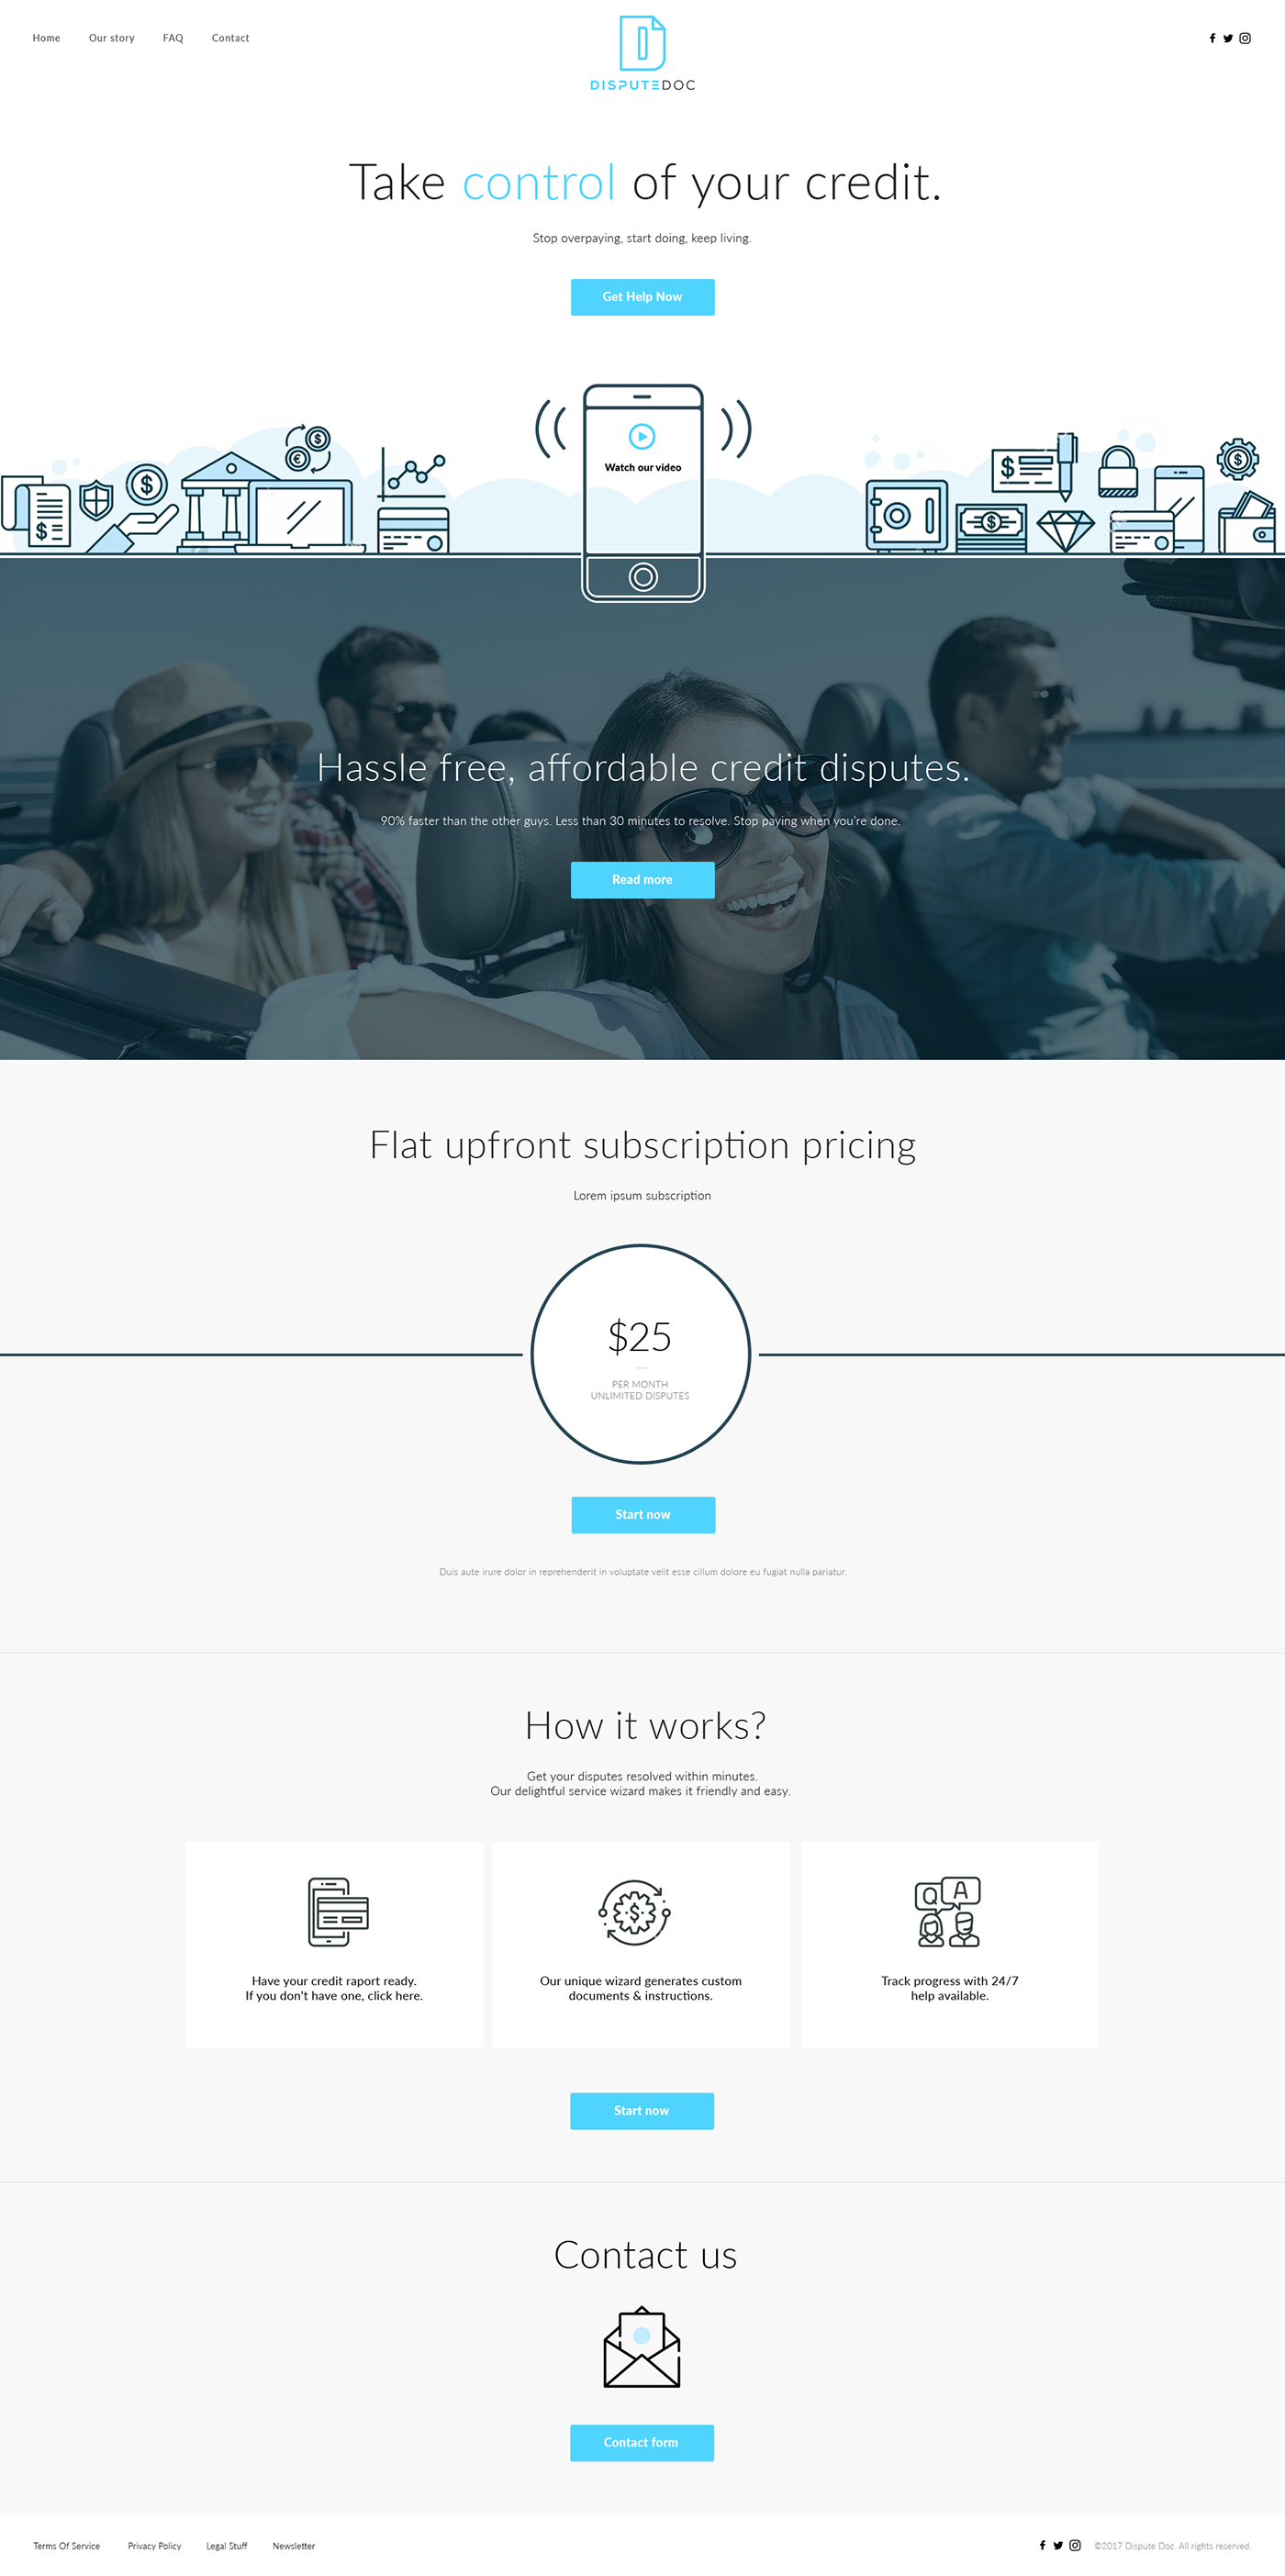 Home
Our story
FAQ
Contact
DISPUTEDOC
Take control of your credit.
Stop overpaying, start doing, keep living.
Get Help Now
Watch our video
Hassle free, affordable credit disputes.
90% faster than the other guys. Less than 30 minutes to resolve. Stop paying when you're done.
Read more
Flat upfront subscription pricing
Lorem ipsum subscription
$25
PER MONTH
UNLIMITED DISPUTES
Start now
Duis aute irure dolor in reprehenderit in voluptate velit esse cillum dolore eu fugiat nulla pariatur.
How it works?
Get your disputes resolved within minutes.
Our delightful service wizard makes it friendly and easy.
Q A
Have your credit raport ready.
If you don't have one, click here.
Our unique wizard generates custom
documents & instructions.
Track progress with 24/7
help available.
Start now
Contact us
Contact form
Terms Of Service
Privacy Policy
Legal Stuff
Newsletter
©2017 Dispute Doc. All rights reserved.